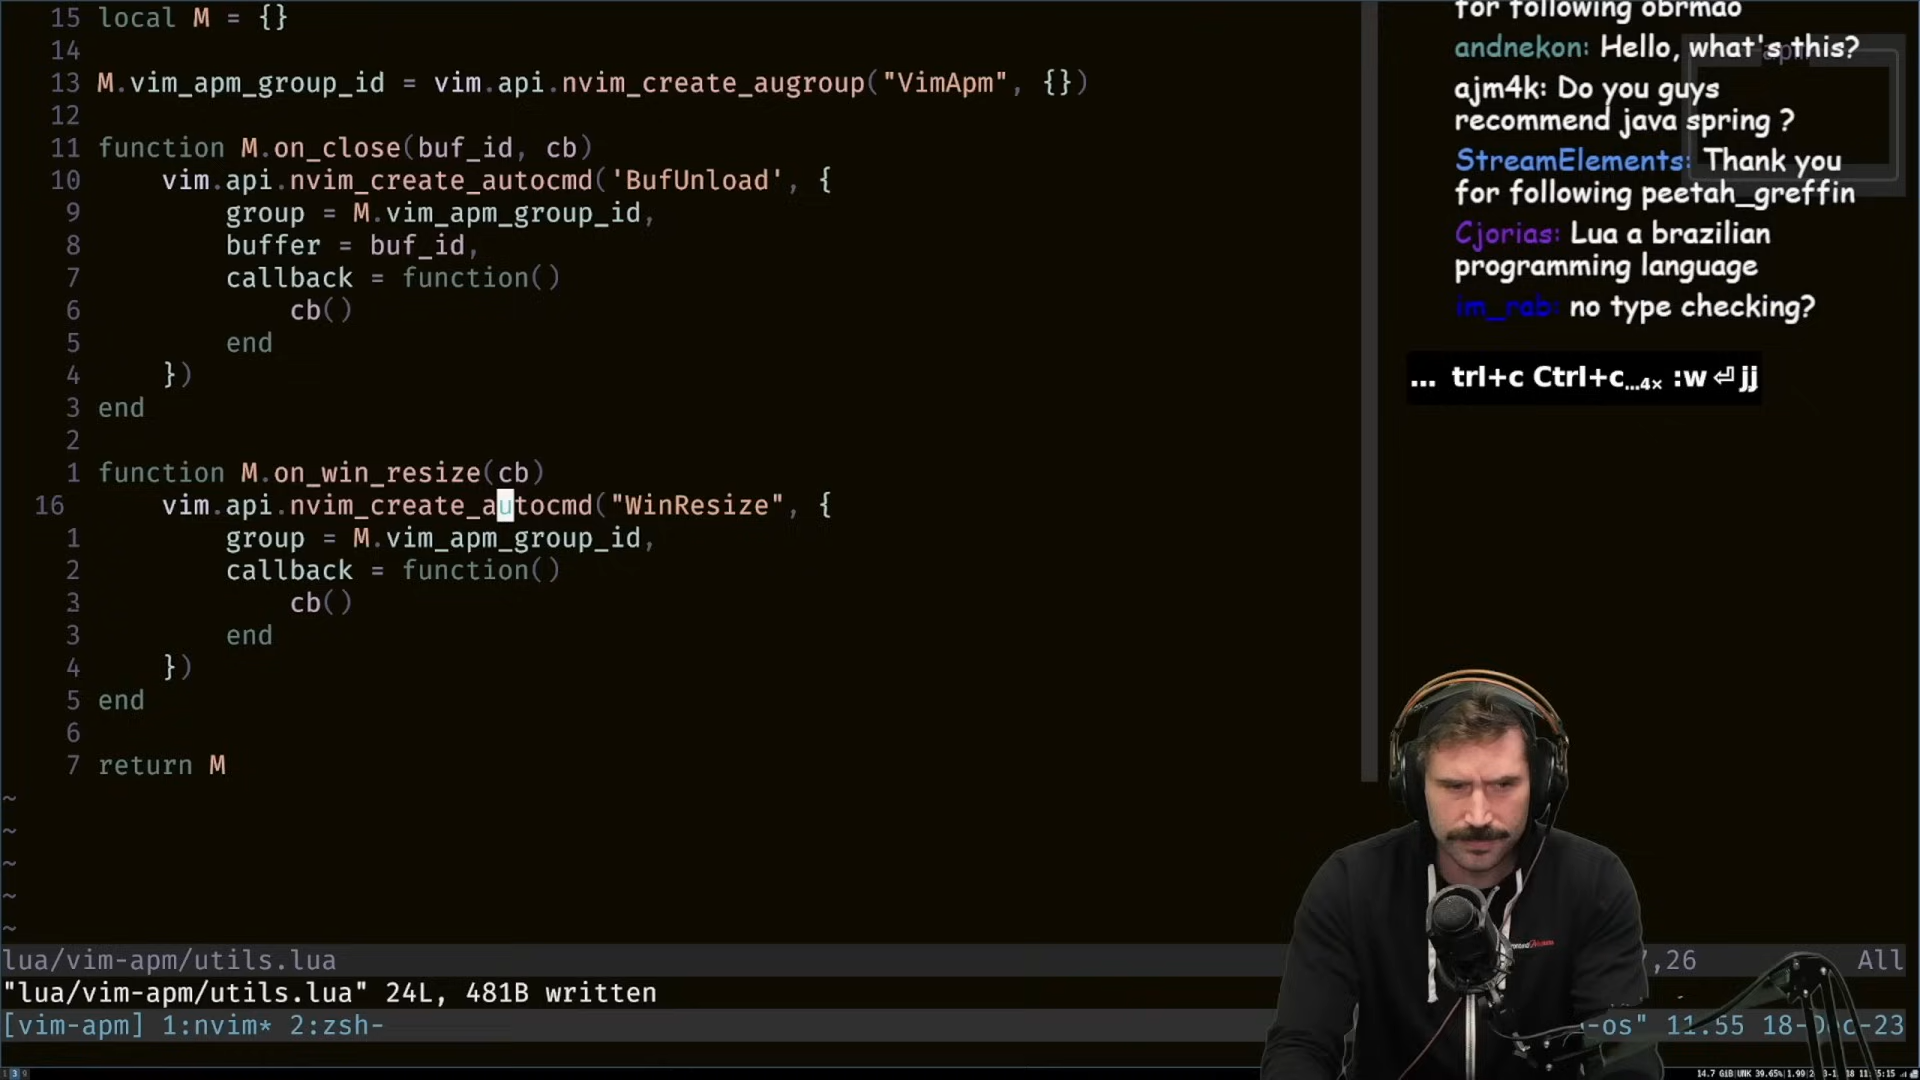 15 local M = {}
14
13 M.vim_apm_group_id = vim.api.nvim_create_augroup("VimApm", {})
12
11 function M.on_close(buf_id, cb)
10 vim.api.nvim_create_autocmd('BufUnload', {
9 group = M.vim_apm_group_id,
8 buffer = buf_id,
7 callback = function()
6 cb()
5 end
4 })
3 end
2
1 function M.on_win_resize(cb)
16 vim.api.nvim_create_autocmd("WinResize", {
1 group = M.vim_apm_group_id,
2 callback = function()
3 cb()
3 end
4 })
5 end
6
7 return M
~
~
~
~
~
lua/vim-apm/utils.lua ,26 All
"lua/vim-apm/utils.lua" 24L, 481B written
[vim-apm] 1:nvim* 2:zsh- -os" 11.55 18-Dec-23
for following obrmao
andnekon: Hello, what's this?
ajm4k: Do you guys
recommend java spring ?
StreamElements: Thank you
for following peetah_greffin
Cjorias: Lua a brazilian
programming language
im_rab: no type checking?
... trl+c Ctrl+c...4× :w ⏎ jj